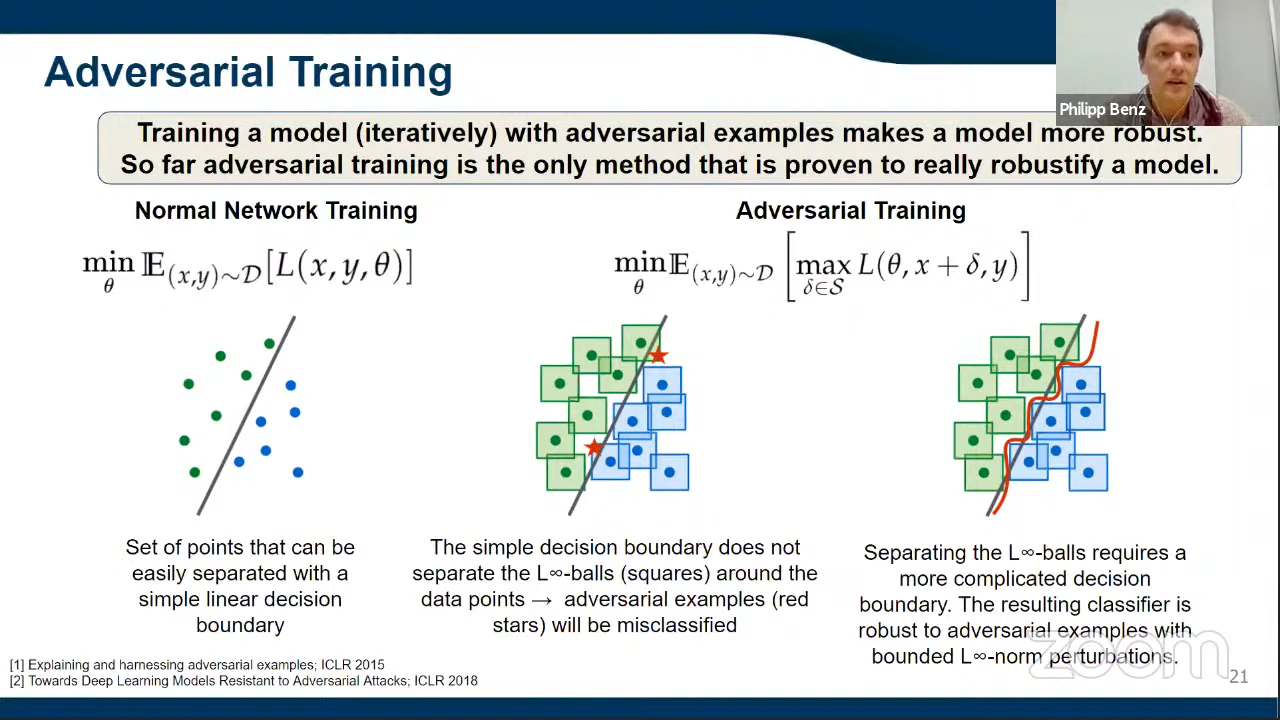 Adversarial Training
Philipp Benz
Training a model (iteratively) with adversarial examples makes a model more robust.
So far adversarial training is the only method that is proven to really robustify a model.
Normal Network Training
Adversarial Training
min_θ 𝔼_{(x,y)∼𝒟}[L(x, y, θ)]
min_θ 𝔼_{(x,y)∼𝒟} [max_{δ∈𝒮} L(θ, x + δ, y)]
Set of points that can be
easily separated with a
simple linear decision
boundary
The simple decision boundary does not
separate the L∞-balls (squares) around the
data points → adversarial examples (red
stars) will be misclassified
Separating the L∞-balls requires a
more complicated decision
boundary. The resulting classifier is
robust to adversarial examples with
bounded L∞-norm perturbations.
zoom
[1] Explaining and harnessing adversarial examples; ICLR 2015
[2] Towards Deep Learning Models Resistant to Adversarial Attacks; ICLR 2018
21